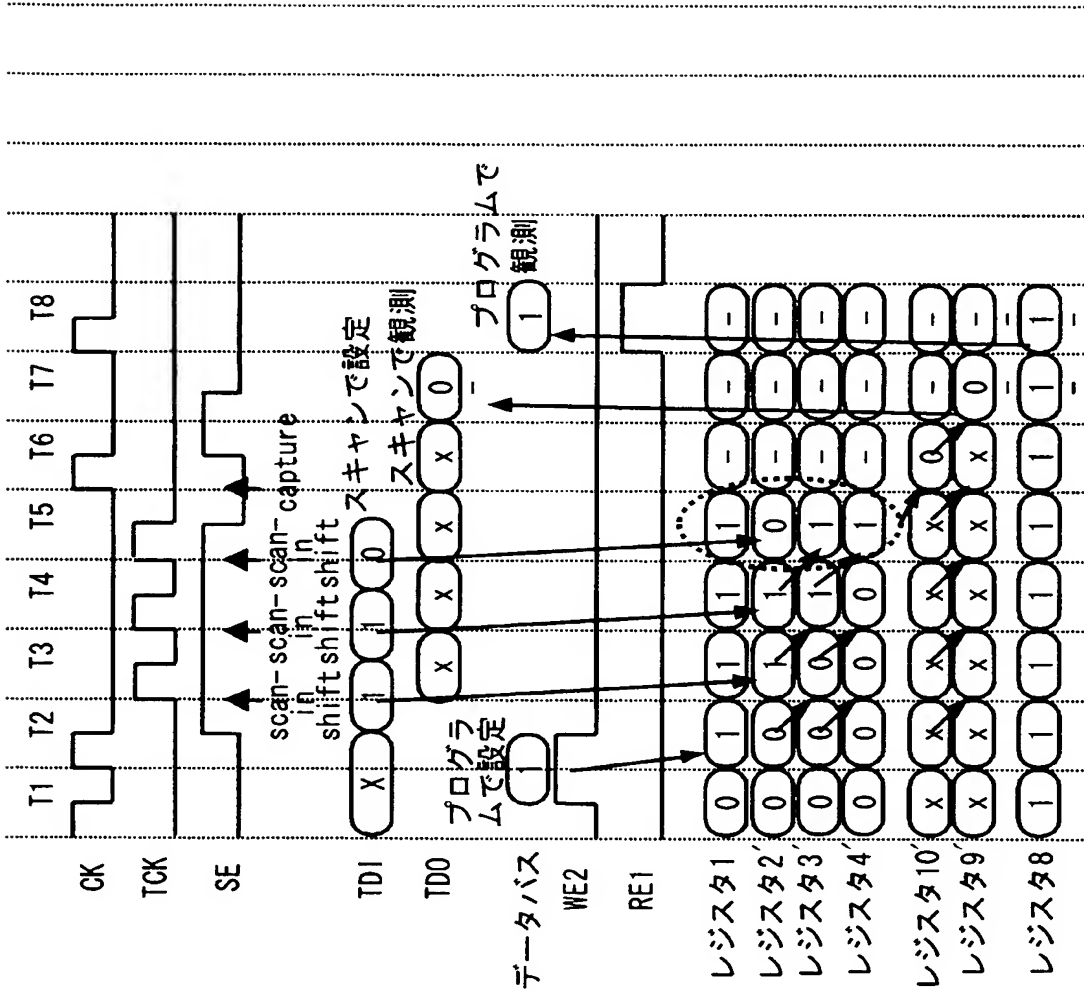 T1 T2 T3 T4 T5 T6 T7 T8
CK
TCK
SE
scan-in shift
scan-in shift
scan-in shift
capture
TDI X 1 1 0 スキャンで設定
TDO X X X X 0 スキャンで観測
-
プログラムで設定
プログラムで観測
データバス 1 1
WE2
RE1
レジスタ1 0 1 1 1 1 - - -
レジスタ2' 0 0 1 1 0 - - -
レジスタ3' 0 0 0 1 1 - - -
レジスタ4' 0 0 0 0 1 - - -
レジスタ10' X X X X X 0 - -
レジスタ9' X X X X X X 0 -
- -
レジスタ8 1 1 1 1 1 1 1 1
- -